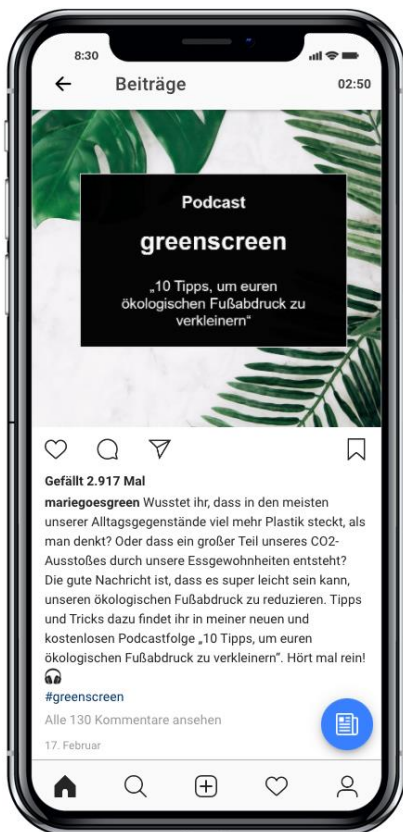 8:30
Beiträge
02:50
Podcast
greenscreen
„10 Tipps, um euren
ökologischen Fußabdruck zu
verkleinern“
Gefällt 2.917 Mal
mariegoesgreen Wusstet ihr, dass in den meisten
unserer Alltagsgegenstände viel mehr Plastik steckt, als
man denkt? Oder dass ein großer Teil unseres CO2-
Ausstoßes durch unsere Essgewohnheiten entsteht?
Die gute Nachricht ist, dass es super leicht sein kann,
unseren ökologischen Fußabdruck zu reduzieren. Tipps
und Tricks dazu findet ihr in meiner neuen und
kostenlosen Podcastfolge „10 Tipps, um euren
ökologischen Fußabdruck zu verkleinern“. Hört mal rein!
#greenscreen
Alle 130 Kommentare ansehen
17. Februar